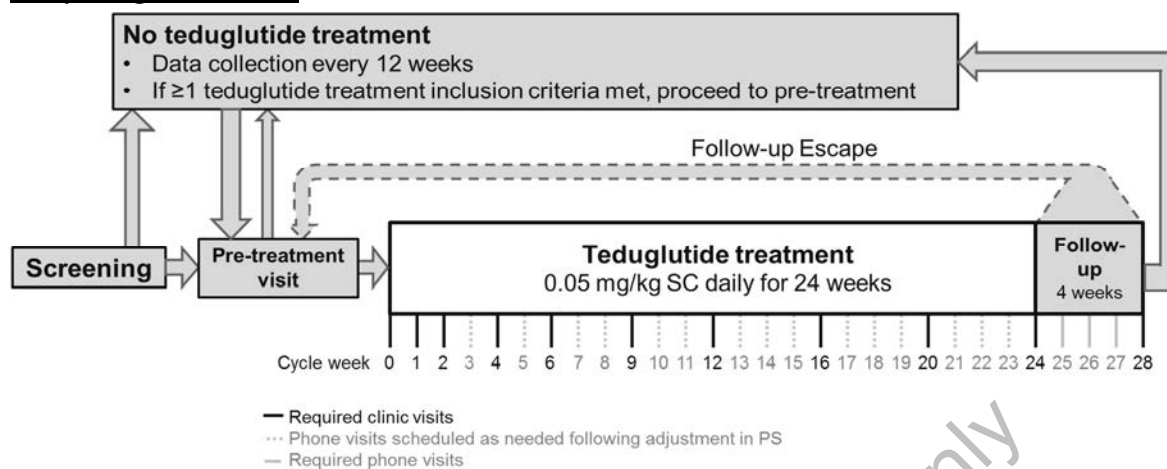 No teduglutide treatment
• Data collection every 12 weeks
• If ≥1 teduglutide treatment inclusion criteria met, proceed to pre-treatment
Follow-up Escape
Screening
Pre-treatment
visit
Teduglutide treatment
0.05 mg/kg SC daily for 24 weeks
Follow-
up
4 weeks
Cycle week 0 1 2 3 4 5 6 7 8 9 10 11 12 13 14 15 16 17 18 19 20 21 22 23 24 25 26 27 28
Required clinic visits
Phone visits scheduled as needed following adjustment in PS
Required phone visits
only